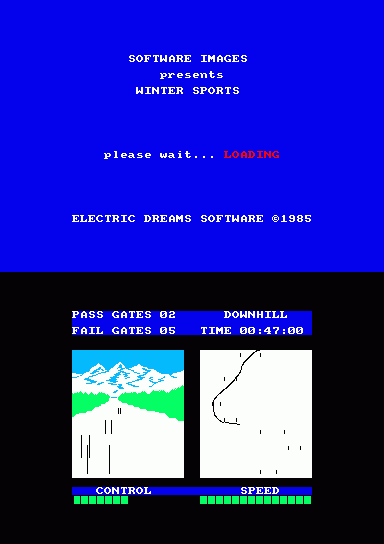 SOFTWARE IMAGES
presents
WINTER SPORTS
please wait... LOADING
ELECTRIC DREAMS SOFTWARE ©1985
PASS GATES 02 DOWNHILL
FAIL GATES 05 TIME 00:47:00
CONTROL SPEED